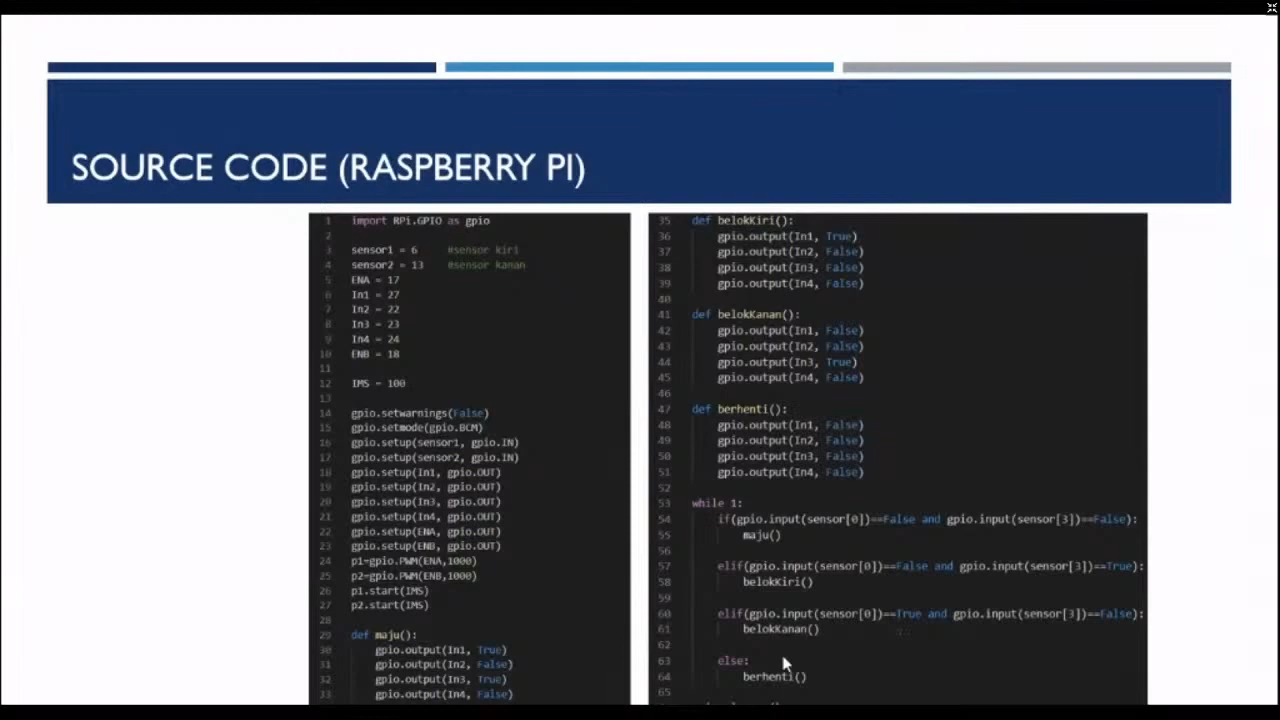 SOURCE CODE (RASPBERRY PI)
1 import RPi.GPIO as gpio
2
3 sensor1 = 6 #sensor kiri
4 sensor2 = 13 #sensor kanan
5 ENA = 17
6 In1 = 27
7 In2 = 22
8 In3 = 23
9 In4 = 24
10 ENB = 18
11
12 IMS = 100
13
14 gpio.setwarnings(False)
15 gpio.setmode(gpio.BCM)
16 gpio.setup(sensor1, gpio.IN)
17 gpio.setup(sensor2, gpio.IN)
18 gpio.setup(In1, gpio.OUT)
19 gpio.setup(In2, gpio.OUT)
20 gpio.setup(In3, gpio.OUT)
21 gpio.setup(In4, gpio.OUT)
22 gpio.setup(ENA, gpio.OUT)
23 gpio.setup(ENB, gpio.OUT)
24 p1=gpio.PWM(ENA,1000)
25 p2=gpio.PWM(ENB,1000)
26 p1.start(IMS)
27 p2.start(IMS)
28
29 def maju():
30 gpio.output(In1, True)
31 gpio.output(In2, False)
32 gpio.output(In3, True)
33 gpio.output(In4, False)
35 def belokKiri():
36 gpio.output(In1, True)
37 gpio.output(In2, False)
38 gpio.output(In3, False)
39 gpio.output(In4, False)
40
41 def belokKanan():
42 gpio.output(In1, False)
43 gpio.output(In2, False)
44 gpio.output(In3, True)
45 gpio.output(In4, False)
46
47 def berhenti():
48 gpio.output(In1, False)
49 gpio.output(In2, False)
50 gpio.output(In3, False)
51 gpio.output(In4, False)
52
53 while 1:
54 if(gpio.input(sensor[0])==False and gpio.input(sensor[3])==False):
55 maju()
56
57 elif(gpio.input(sensor[0])==False and gpio.input(sensor[3])==True):
58 belokKiri()
59
60 elif(gpio.input(sensor[0])==True and gpio.input(sensor[3])==False):
61 belokKanan()
62
63 else:
64 berhenti()
65